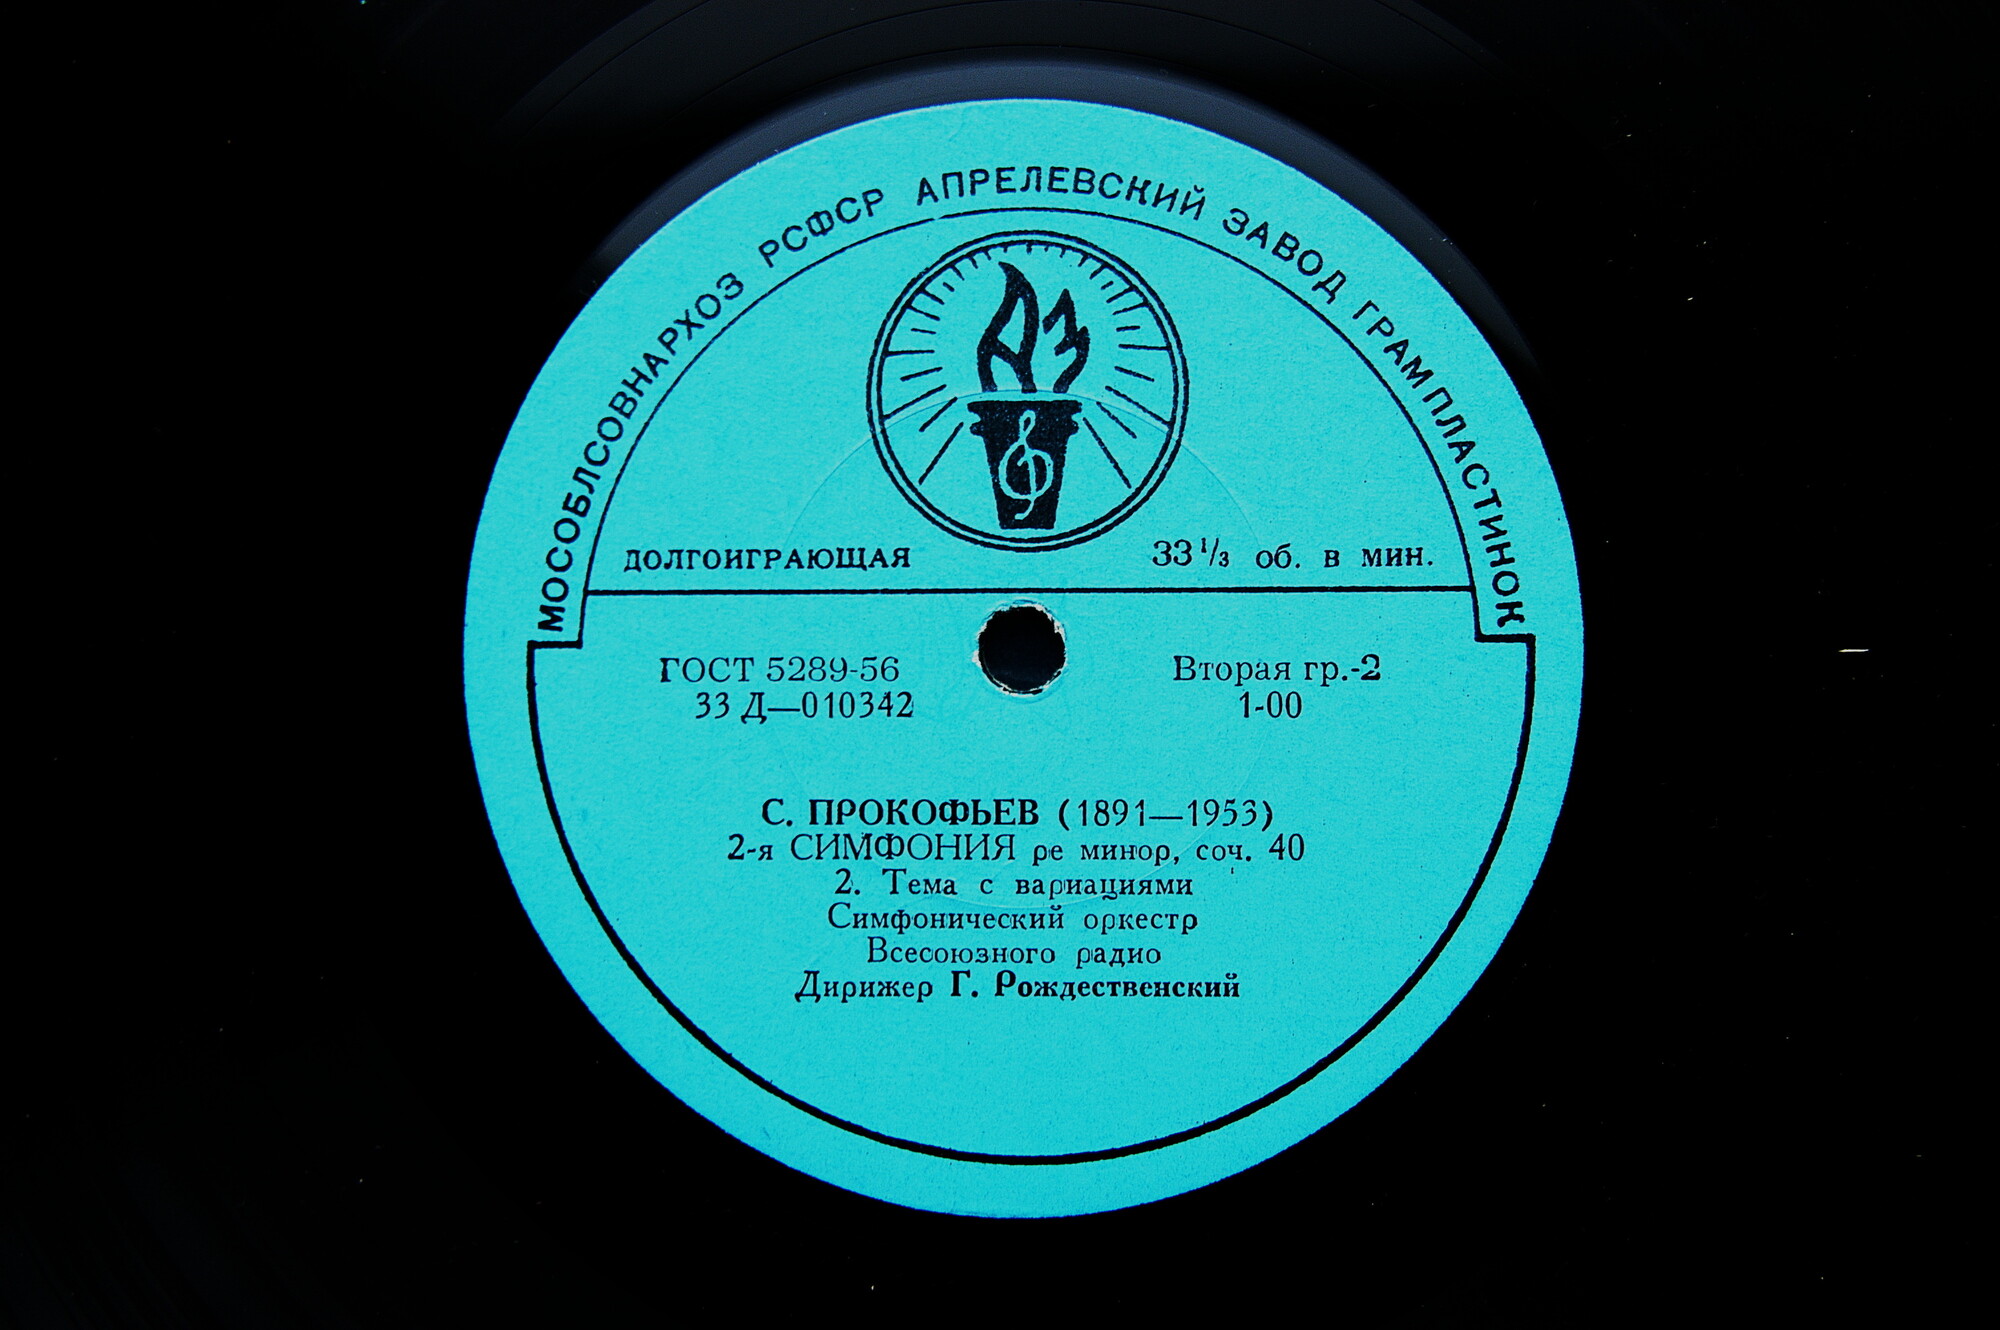 МОСОБЛСОВНАРХОЗ РСФСР АПРЕЛЕВСКИЙ ЗАВОД ГРАМПЛАСТИНОК
АЗ
ДОЛГОИГРАЮЩАЯ 33 1/3 об. в мин.
ГОСТ 5289-56 Вторая гр.-2
33 Д—010342 1-00
С. ПРОКОФЬЕВ (1891—1953)
2-я СИМФОНИЯ ре минор, соч. 40
2. Тема с вариациями
Симфонический оркестр
Всесоюзного радио
Дирижер Г. Рождественский